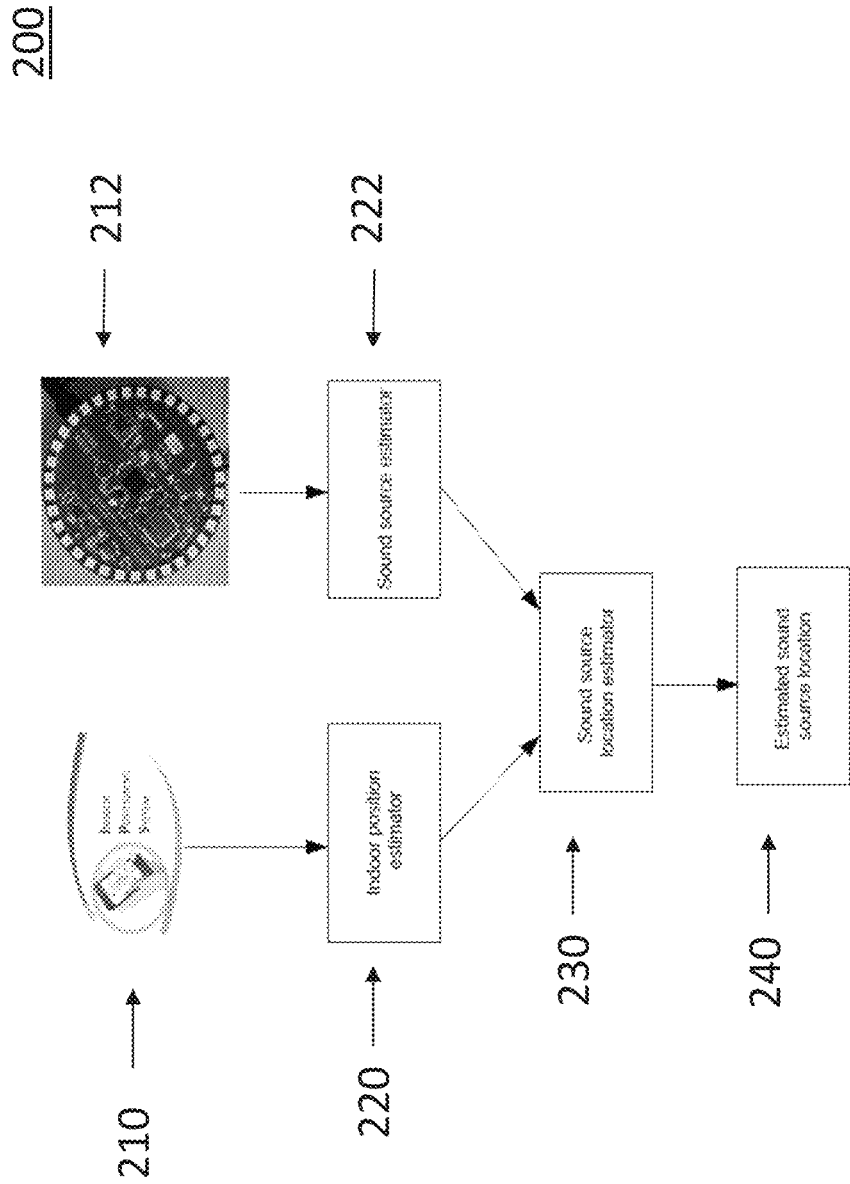 200
212
222
Sound source estimator
Indoor position
estimator
Sound source
location estimator
Estimated sound
source location
210
220
230
240